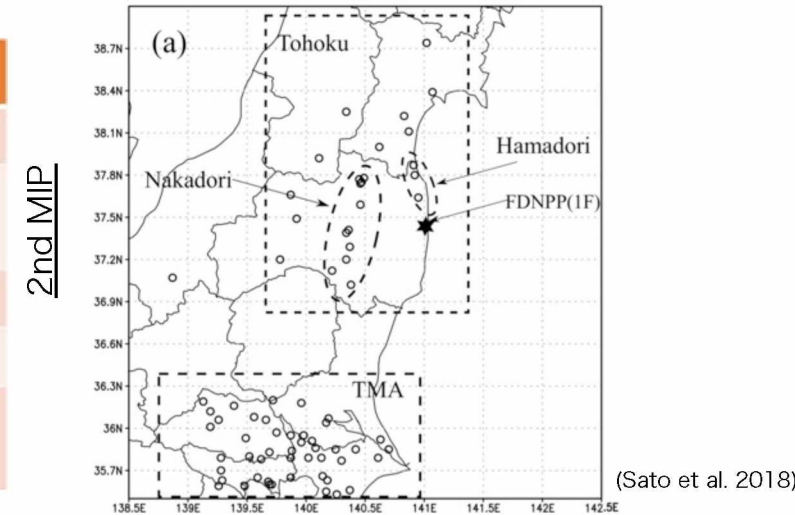 2nd MIP
(a)
Tohoku
Nakadori
Hamadori
FDNPP(1F)
TMA
38.7N
38.4N
38.1N
37.8N
37.5N
37.2N
36.9N
36.6N
36.3N
36N
35.7N
138.5E 139E 139.5E 140E 140.5E 141E 141.5E 142E 142.5E
(Sato et al. 2018)